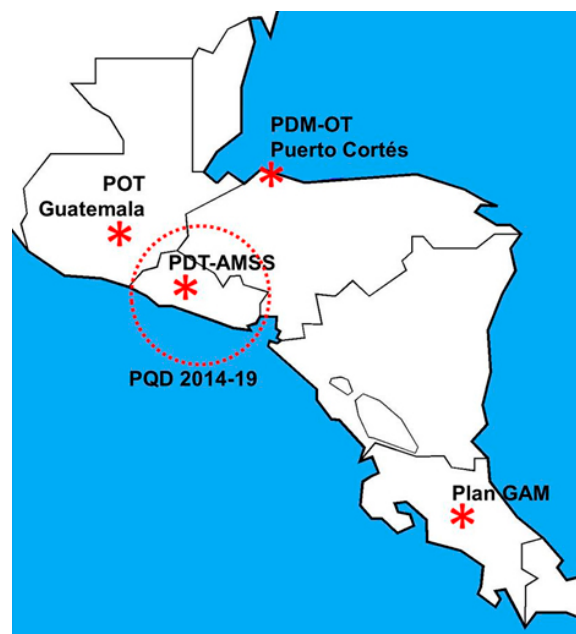 PDM-OT
Puerto Cortés
POT
Guatemala
PDT-AMSS
PQD 2014-19
Plan GAM